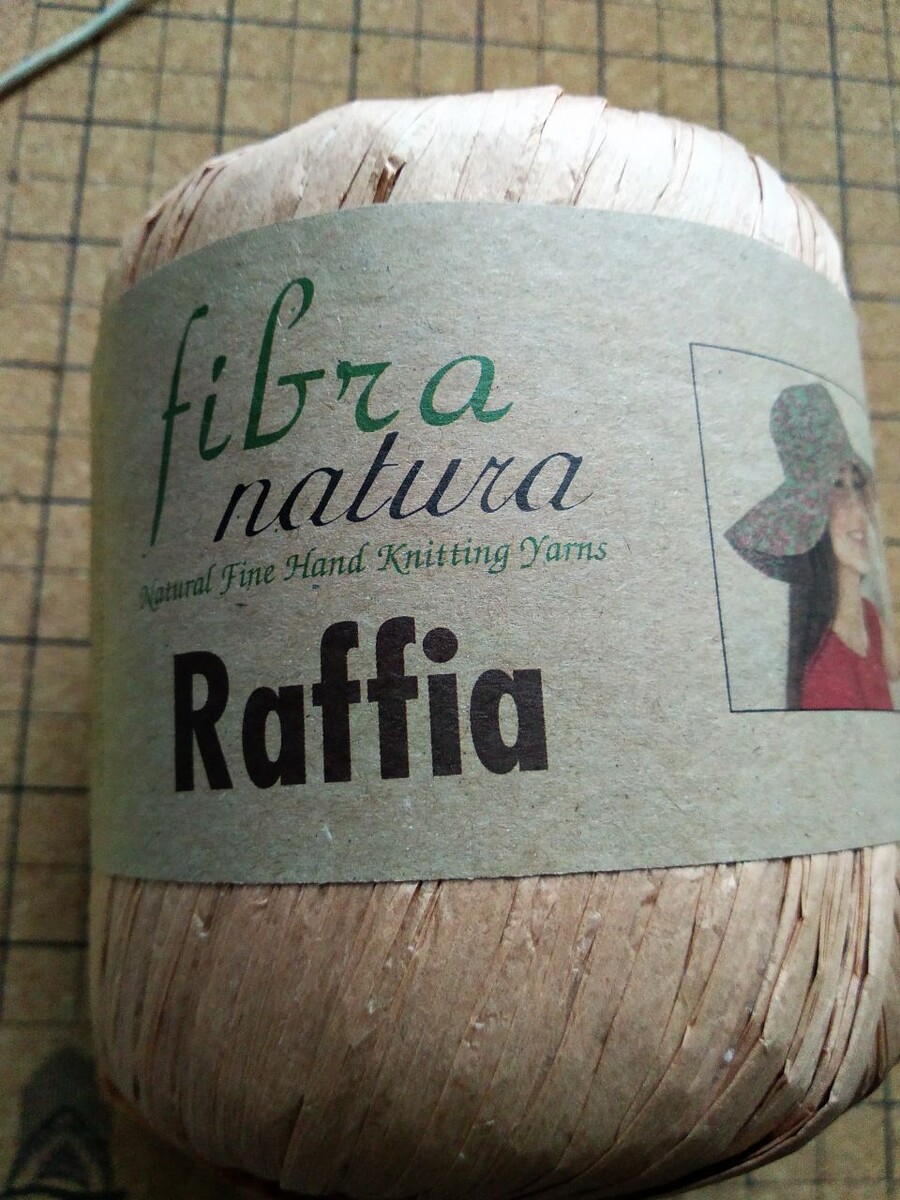 fibra
natura
Natural Fine Hand Knitting Yarns
Raffia